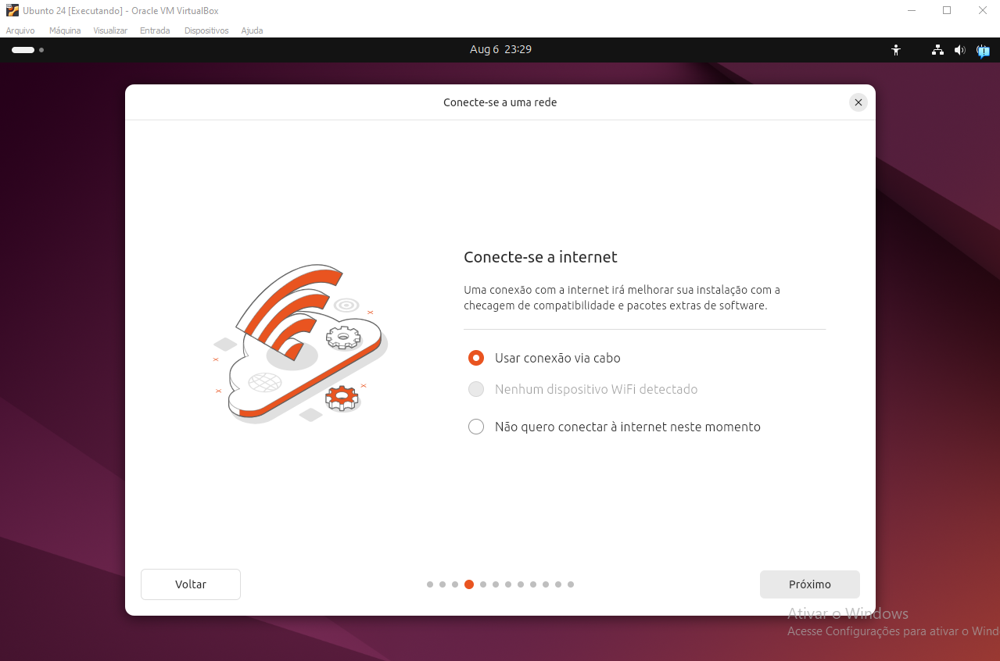 Ubunto 24 [Executando] - Oracle VM VirtualBox
Arquivo Máquina Visualizar Entrada Dispositivos Ajuda
Aug 6 23:29
Conecte-se a uma rede
Conecte-se a internet
Uma conexão com a internet irá melhorar sua instalação com a
checagem de compatibilidade e pacotes extras de software.
Usar conexão via cabo
Nenhum dispositivo WiFi detectado
Não quero conectar à internet neste momento
Voltar
Próximo
Ativar o Windows
Acesse Configurações para ativar o Wind